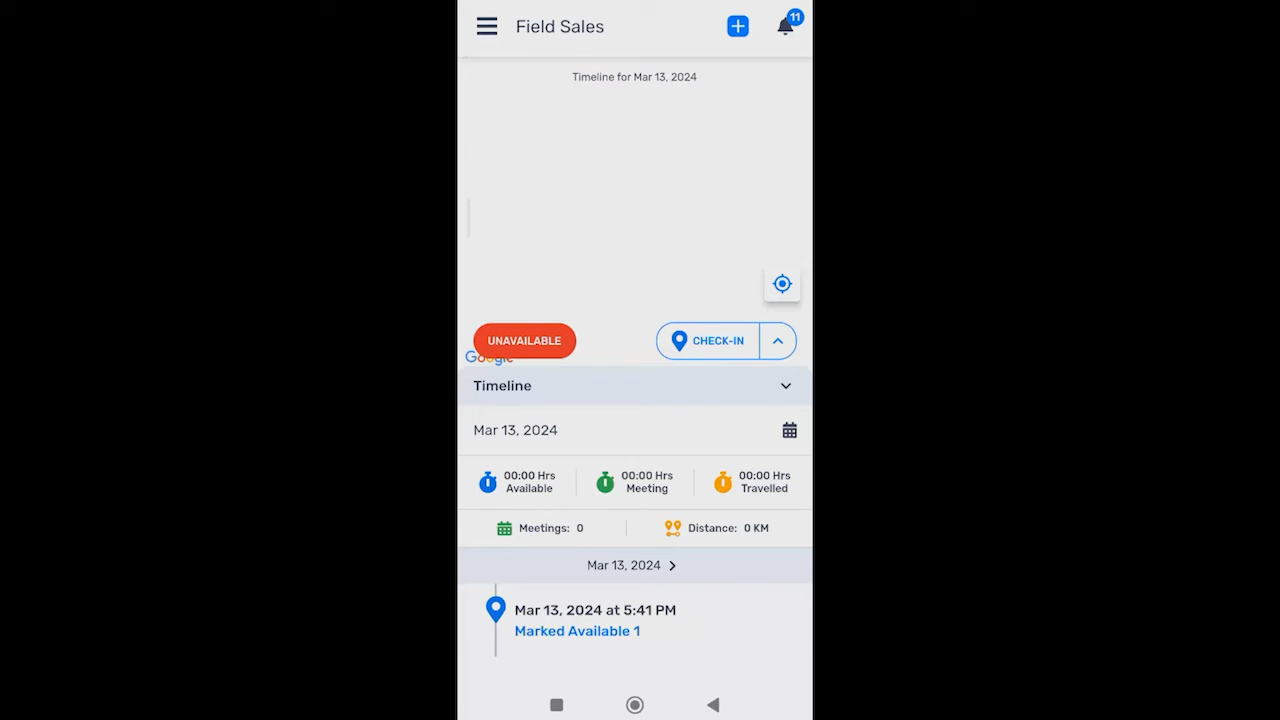 Field Sales
11
Timeline for Mar 13, 2024
UNAVAILABLE
CHECK-IN
Google
Timeline
Mar 13, 2024
00:00 Hrs
Available
00:00 Hrs
Meeting
00:00 Hrs
Travelled
Meetings: 0
Distance: 0 KM
Mar 13, 2024
Mar 13, 2024 at 5:41 PM
Marked Available 1